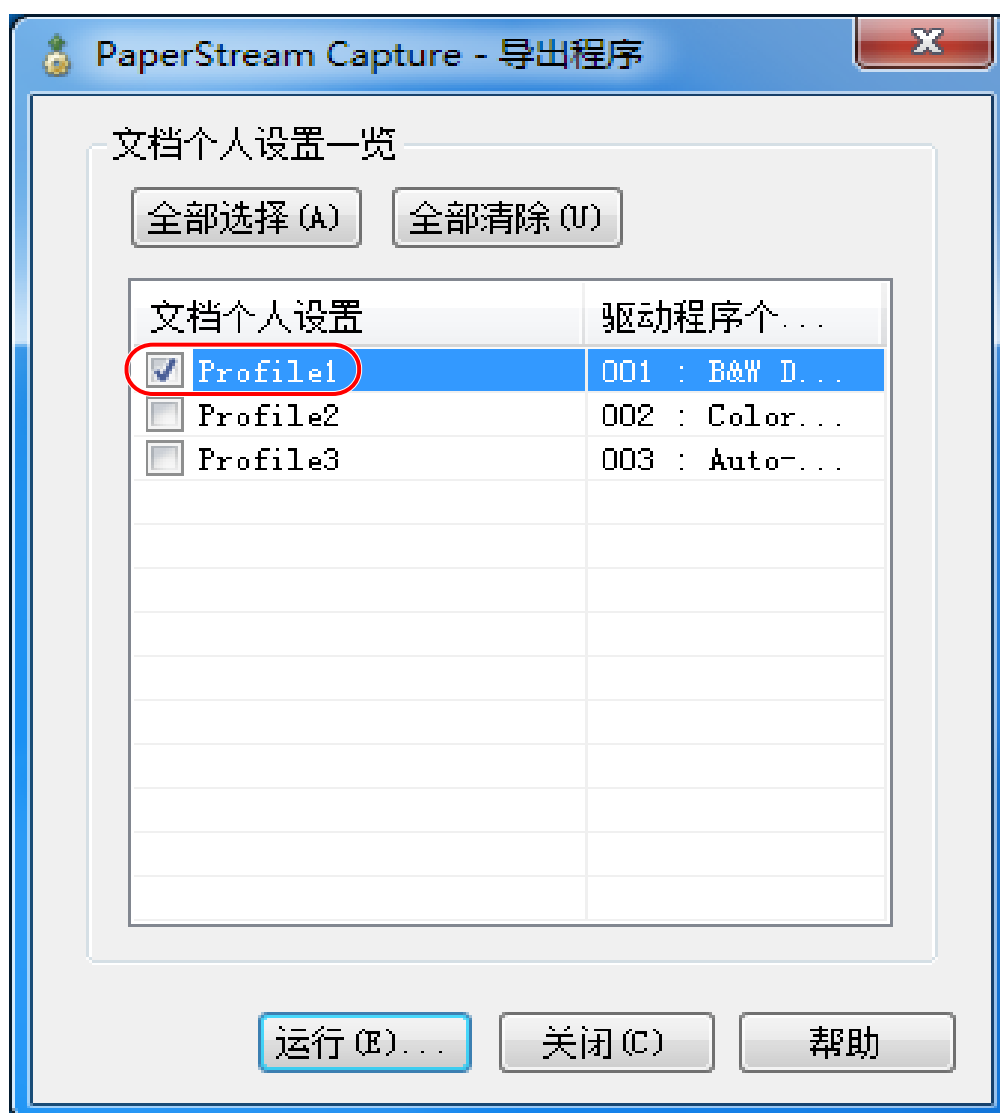 PaperStream Capture - 导出程序
文档个人设置一览
全部选择(A) 全部清除(U)
文档个人设置 驱动程序个...
Profile1 001 : B&W D...
Profile2 002 : Color...
Profile3 003 : Auto-...
运行(E)... 关闭(C) 帮助